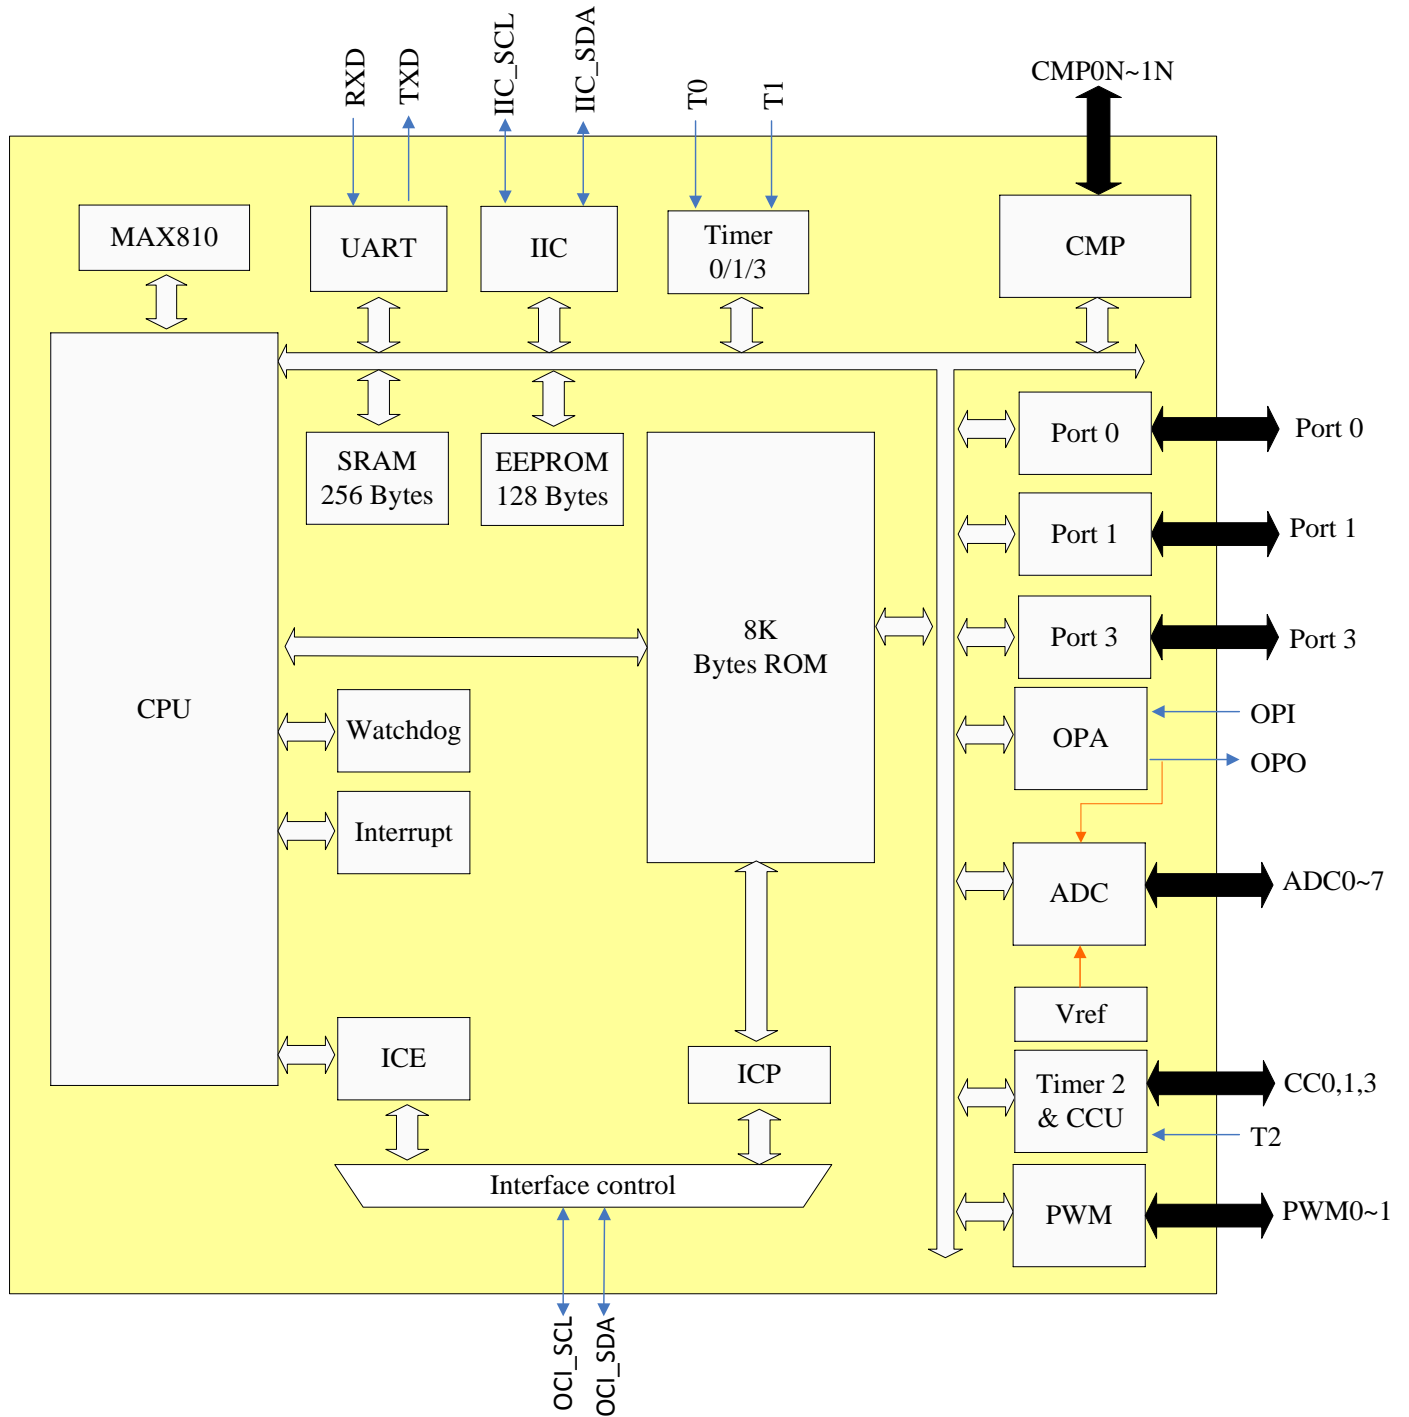 RXD
TXD
IIC_SCL
IIC_SDA
T0
T1
CMP0N~1N
MAX810
UART
IIC
Timer
0/1/3
CMP
SRAM
256 Bytes
EEPROM
128 Bytes
Port 0
Port 0
Port 1
Port 1
8K
Bytes ROM
Port 3
Port 3
CPU
Watchdog
OPA
OPI
OPO
Interrupt
ADC
ADC0~7
Vref
ICE
ICP
Timer 2
& CCU
CC0,1,3
T2
Interface control
PWM
PWM0~1
OCI_SCL
OCI_SDA